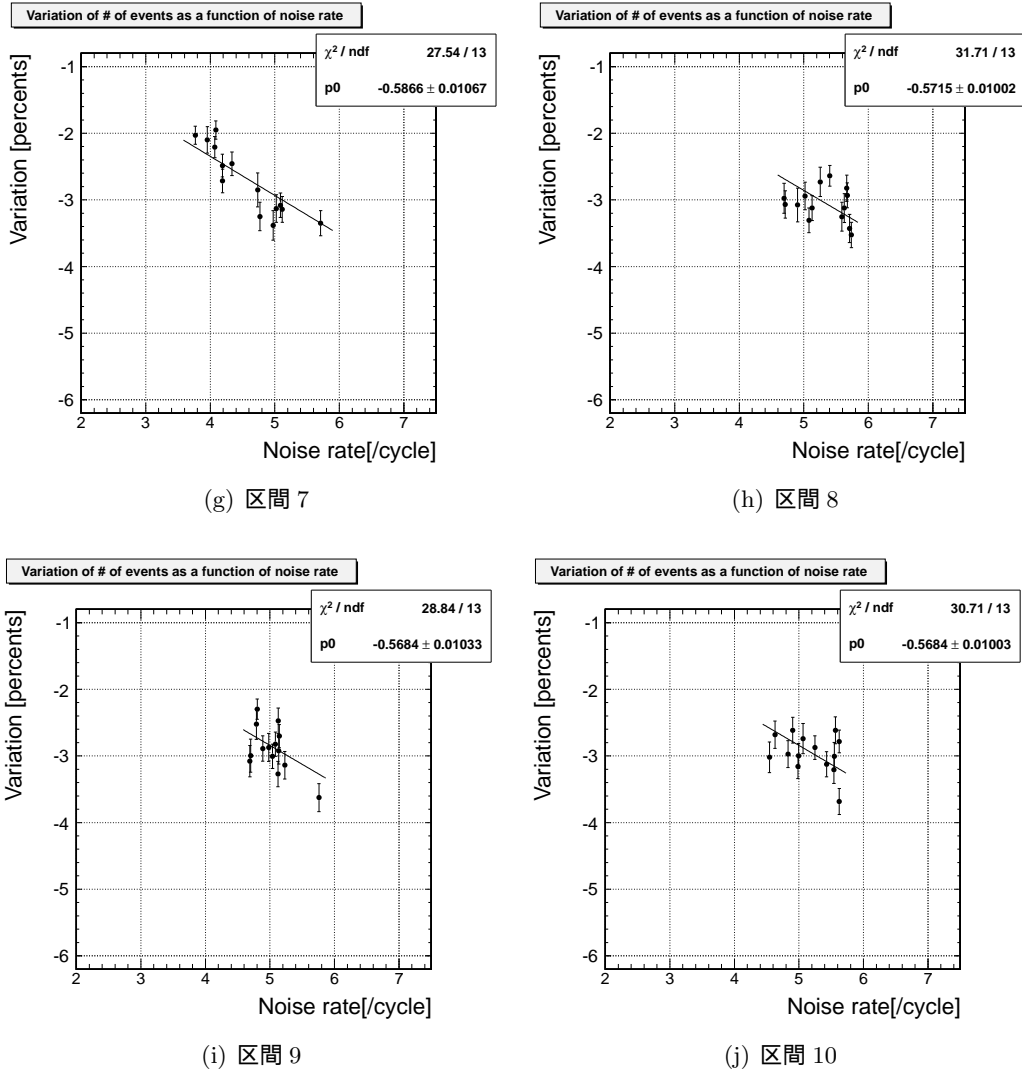 Variation of # of events as a function of noise rate
χ² / ndf 27.54 / 13
p0 -0.5866 ± 0.01067
Variation [percents]
-1
-2
-3
-4
-5
-6
2 3 4 5 6 7
Noise rate[/cycle]
(g) 区間 7
Variation of # of events as a function of noise rate
χ² / ndf 31.71 / 13
p0 -0.5715 ± 0.01002
Variation [percents]
-1
-2
-3
-4
-5
-6
2 3 4 5 6 7
Noise rate[/cycle]
(h) 区間 8
Variation of # of events as a function of noise rate
χ² / ndf 28.84 / 13
p0 -0.5684 ± 0.01033
Variation [percents]
-1
-2
-3
-4
-5
-6
2 3 4 5 6 7
Noise rate[/cycle]
(i) 区間 9
Variation of # of events as a function of noise rate
χ² / ndf 30.71 / 13
p0 -0.5684 ± 0.01003
Variation [percents]
-1
-2
-3
-4
-5
-6
2 3 4 5 6 7
Noise rate[/cycle]
(j) 区間 10